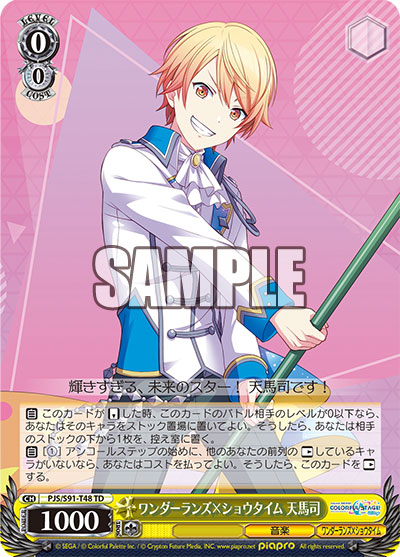 LEVEL
0
0
COST
SAMPLE
輝きすぎる、未来のスター! 天馬司です!
【自】 このカードが した時、このカードのバトル相手のレベルが0以下なら、
あなたはそのキャラをストック置場に置いてよい。そうしたら、あなたは相手
のストックの下から1枚を、控え室に置く。
【自】[①] アンコールステップの始めに、他のあなたの前列の しているキャラ
がいないなら、あなたはコストを払ってよい。そうしたら、このカードを する。
CH
PJS/S91-T48 TD
ワンダーランズ×ショウタイム 天馬司
COLORFUL STAGE!
POWER
1000
SOUL
音楽
ワンダーランズ×ショウタイム
© SEGA / © Colorful Palette Inc. / © Crypton Future Media, INC. www.piapro.net piapro All rights reserved.